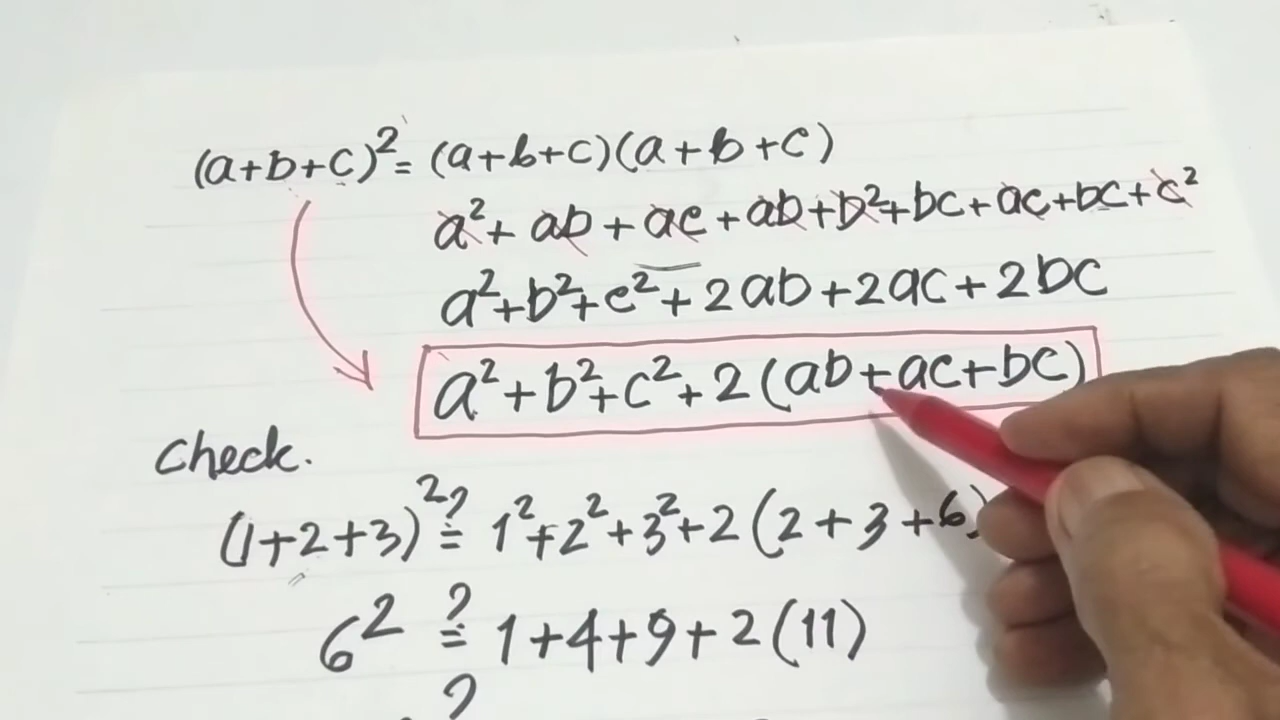 (a+b+c)²=(a+b+c)(a+b+c)
a²+ab+ac+ab+b²+bc+ac+bc+c²
a²+b²+c²+2ab+2ac+2bc
a²+b²+c²+2(ab+ac+bc)
Check.
(1+2+3)² ?= 1²+2²+3²+2(2+3+6)
6² ?= 1+4+9+2(11)
?